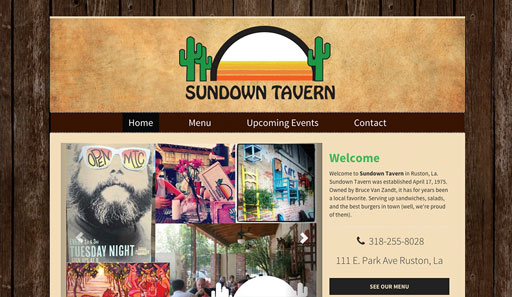 SUNDOWN TAVERN
Home Menu Upcoming Events Contact
OPEN MIC
TUESDAY NIGHT
Welcome
Welcome to Sundown Tavern in Ruston, La.
Sundown Tavern was established April 17, 1975.
Owned by Bruce Van Zandt, it has for years been
a local favorite. Serving up sandwiches, salads,
and the best burgers in town (well, we're proud
of them).
318-255-8028
111 E. Park Ave Ruston, La
SEE OUR MENU